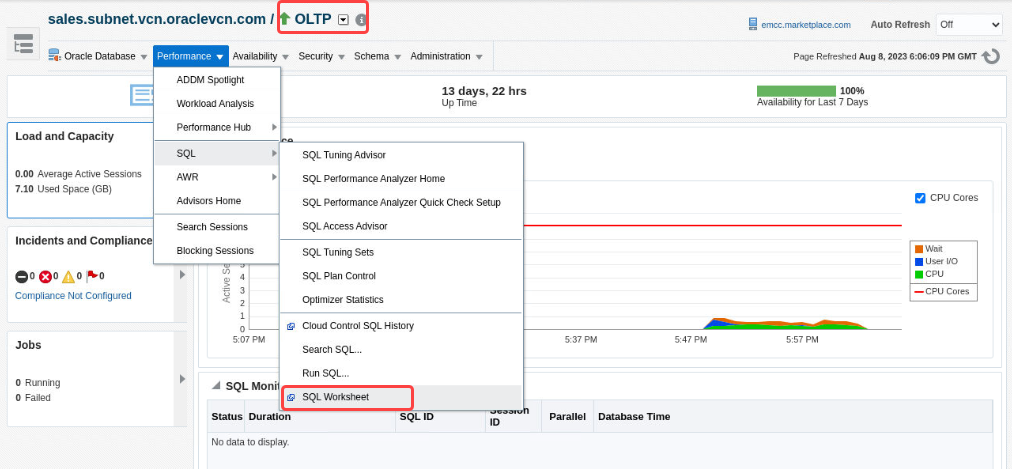 sales.subnet.vcn.oraclevcn.com / OLTP
emcc.marketplace.com
Auto Refresh Off
Oracle Database Performance Availability Security Schema Administration
Page Refreshed Aug 8, 2023 6:06:09 PM GMT
ADDM Spotlight
Workload Analysis
Performance Hub
SQL
AWR
Advisors Home
Search Sessions
Blocking Sessions
SQL Tuning Advisor
SQL Performance Analyzer Home
SQL Performance Analyzer Quick Check Setup
SQL Access Advisor
SQL Tuning Sets
SQL Plan Control
Optimizer Statistics
Cloud Control SQL History
Search SQL...
Run SQL...
SQL Worksheet
13 days, 22 hrs
Up Time
100%
Availability for Last 7 Days
Load and Capacity
0.00 Average Active Sessions
7.10 Used Space (GB)
Incidents and Compliance
0 0 0 0
Compliance Not Configured
Jobs
0 Running
0 Failed
CPU Cores
Wait
User I/O
CPU
CPU Cores
5
4
3
2
1
0
5:07 PM 5:37 PM 5:47 PM 5:57 PM
Status Duration SQL ID Session ID Parallel Database Time
No data to display.